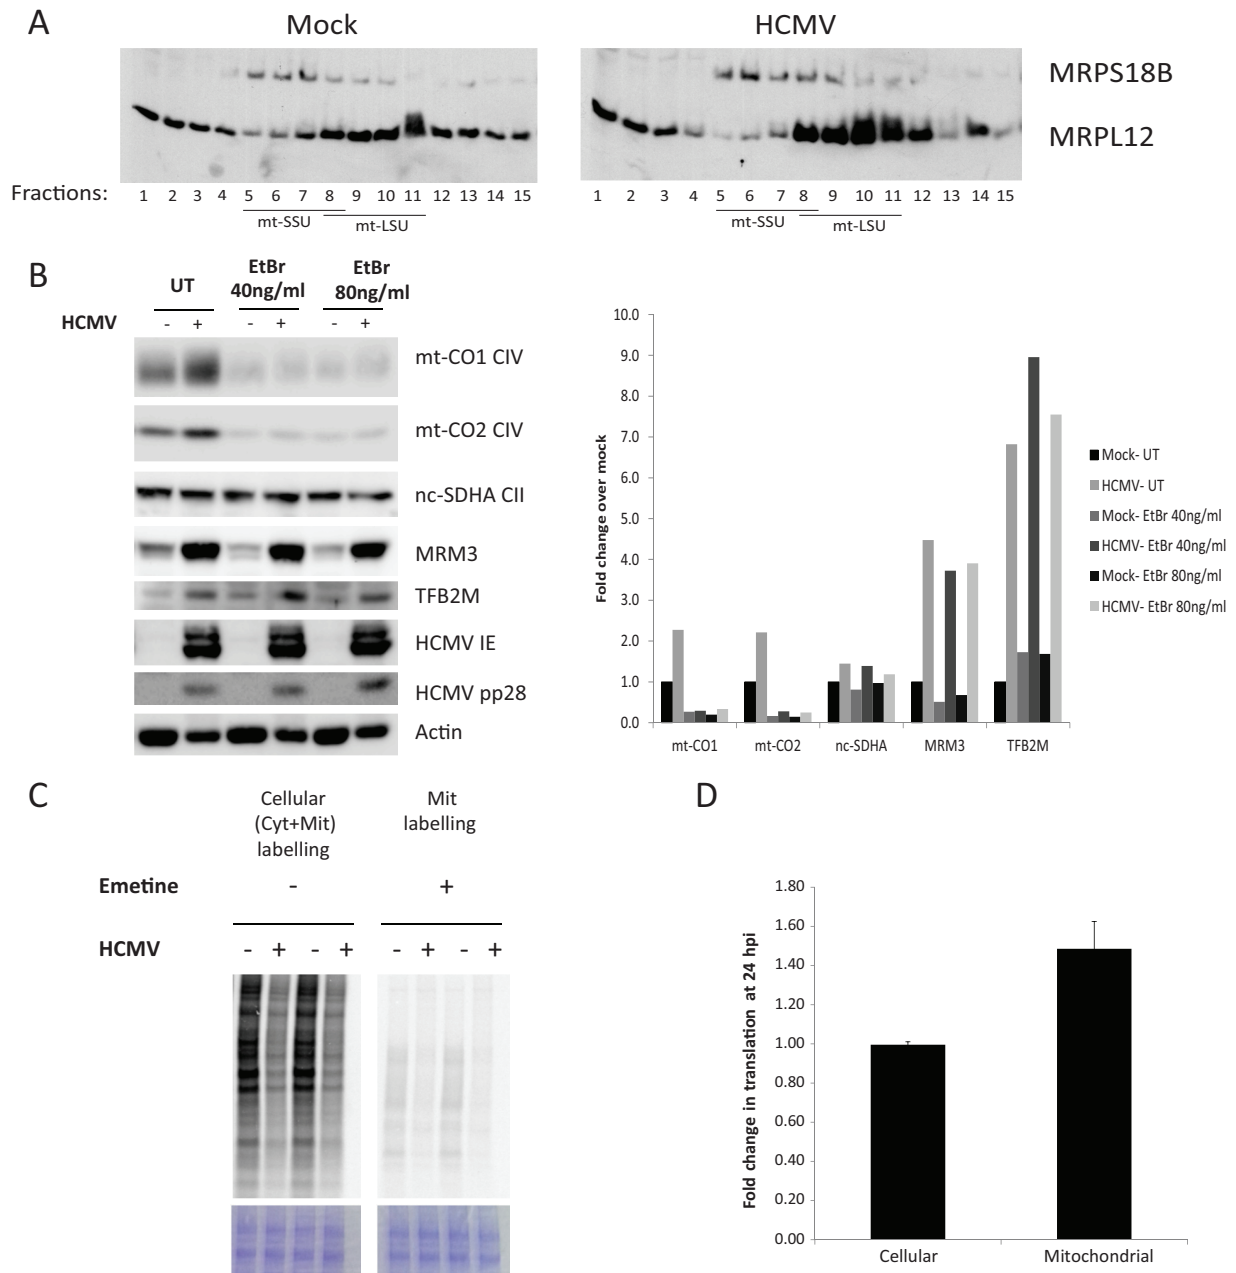 A
Mock
HCMV
MRPS18B
MRPL12
Fractions: 1 2 3 4 5 6 7 8 9 10 11 12 13 14 15
1 2 3 4 5 6 7 8 9 10 11 12 13 14 15
mt-SSU mt-LSU
mt-SSU mt-LSU
B
UT
EtBr
40ng/ml
EtBr
80ng/ml
HCMV - + - + - +
mt-CO1 CIV
mt-CO2 CIV
nc-SDHA CII
MRM3
TFB2M
HCMV IE
HCMV pp28
Actin
Fold change over mock
10.0
9.0
8.0
7.0
6.0
5.0
4.0
3.0
2.0
1.0
0.0
mt-CO1 mt-CO2 nc-SDHA MRM3 TFB2M
Mock- UT
HCMV- UT
Mock- EtBr 40ng/ml
HCMV- EtBr 40ng/ml
Mock- EtBr 80ng/ml
HCMV- EtBr 80ng/ml
C
Cellular
(Cyt+Mit)
labelling
Mit
labelling
Emetine - +
HCMV - + - + - + - +
D
Fold change in translation at 24 hpi
1.80
1.60
1.40
1.20
1.00
0.80
0.60
0.40
0.20
0.00
Cellular Mitochondrial